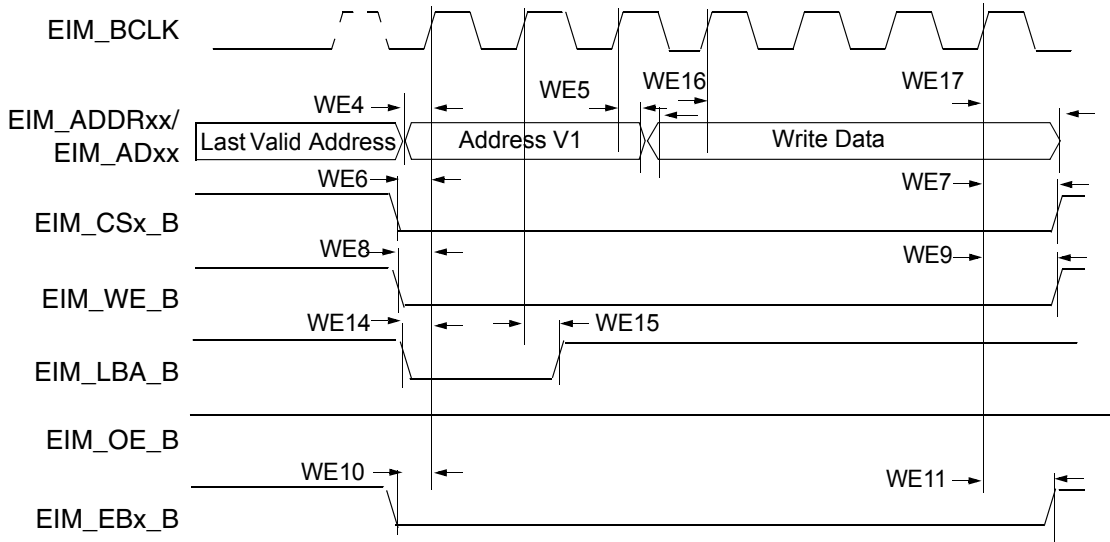 EIM_BCLK
WE5
WE16
WE17
WE4
EIM_ADDRxx/
EIM_ADxx
Last Valid Address
Address V1
Write Data
WE6
WE7
EIM_CSx_B
WE8
WE9
EIM_WE_B
WE14
WE15
EIM_LBA_B
EIM_OE_B
WE10
WE11
EIM_EBx_B